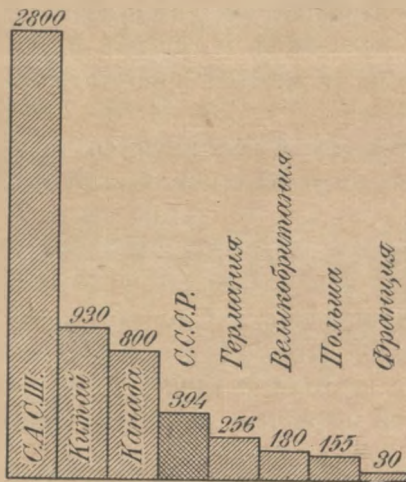 2800
С.А.С.Ш.
930
Китай
800
Канада
394
С.С.С.Р.
256
Германия
180
Великобритания
155
Польша
30
Франция